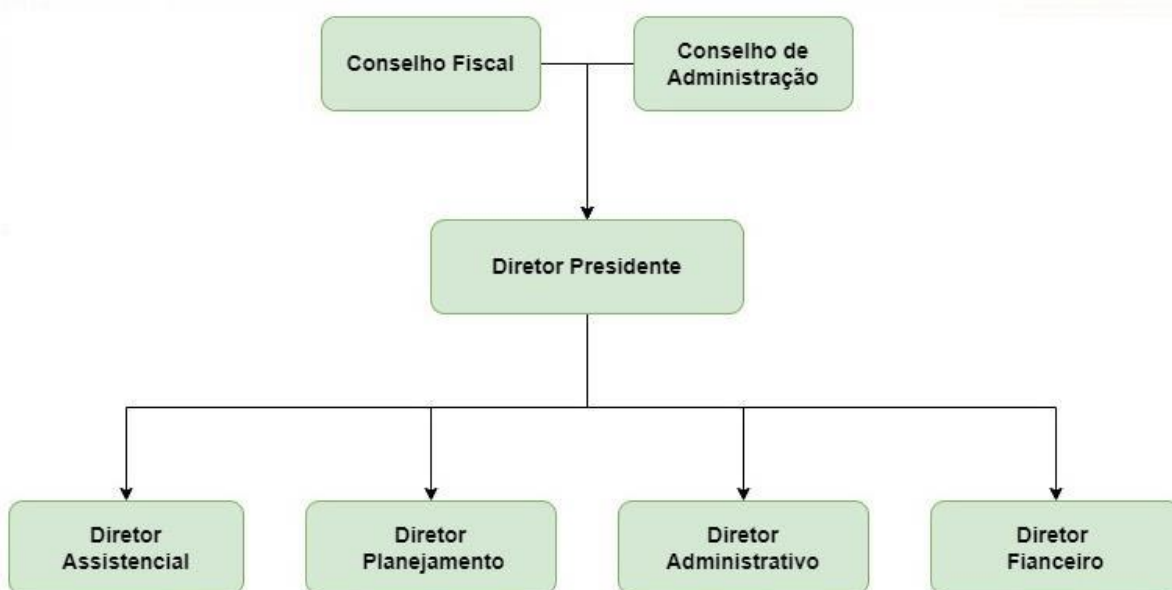 Conselho Fiscal
Conselho de
Administração
Diretor Presidente
Diretor
Assistencial
Diretor
Planejamento
Diretor
Administrativo
Diretor
Fianceiro